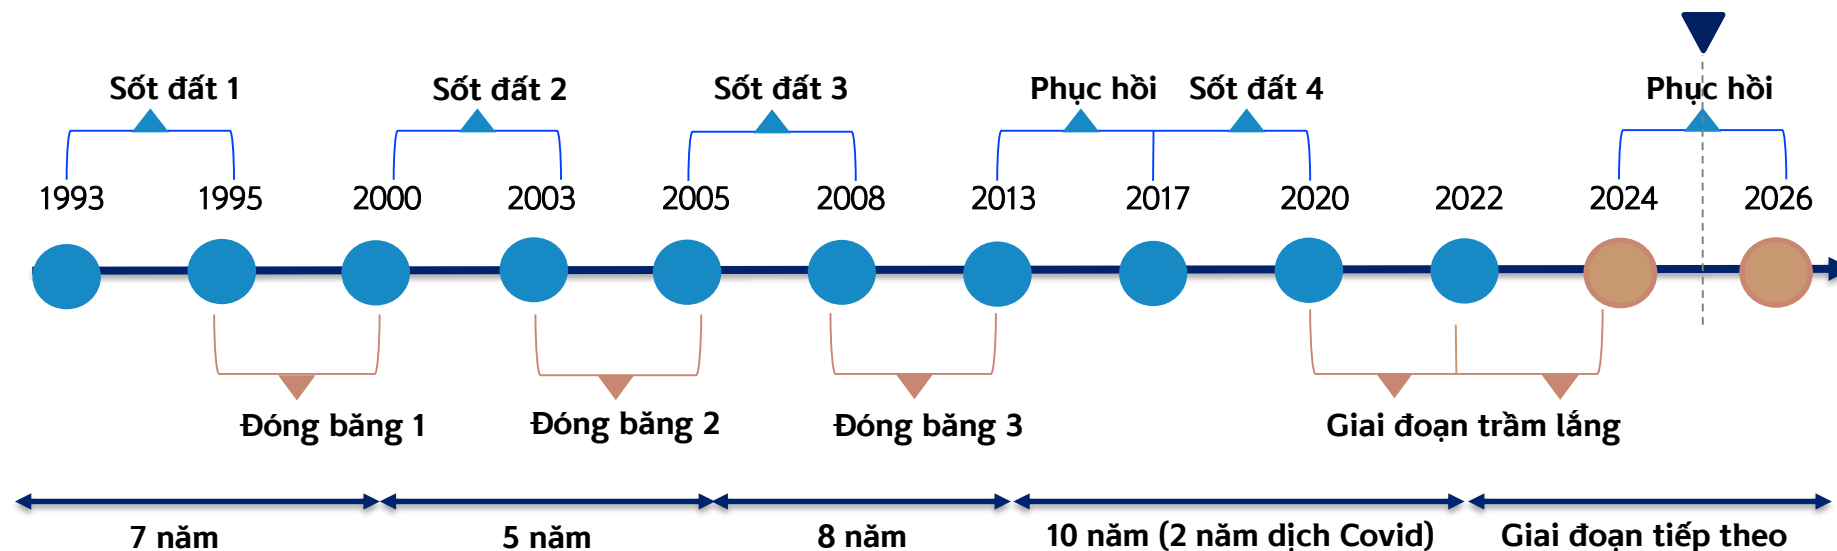 Sốt đất 1
Sốt đất 2
Sốt đất 3
Phục hồi
Sốt đất 4
Phục hồi
1993
1995
2000
2003
2005
2008
2013
2017
2020
2022
2024
2026
Đóng băng 1
Đóng băng 2
Đóng băng 3
Giai đoạn trầm lắng
7 năm
5 năm
8 năm
10 năm (2 năm dịch Covid)
Giai đoạn tiếp theo